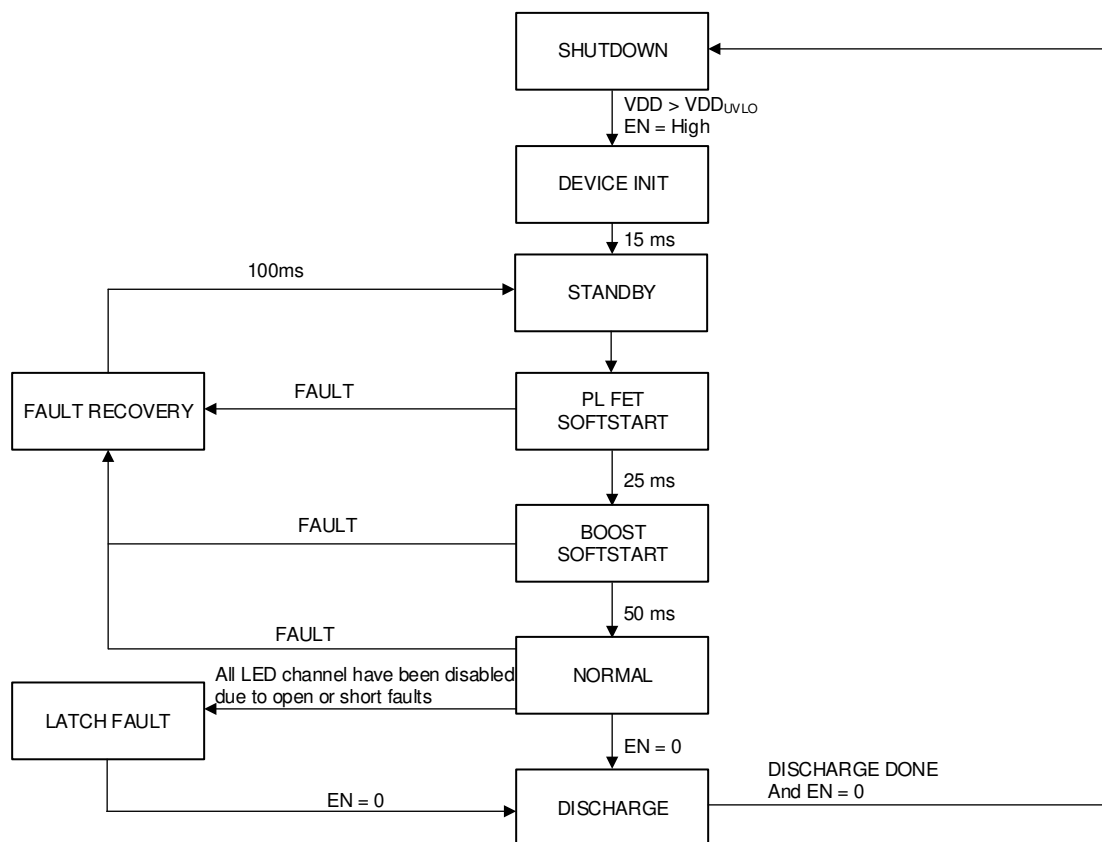 SHUTDOWN
VDD > VDDUVLO
EN = High
DEVICE INIT
15 ms
100ms
STANDBY
FAULT RECOVERY
FAULT
PL FET
SOFTSTART
25 ms
FAULT
BOOST
SOFTSTART
50 ms
FAULT
NORMAL
All LED channel have been disabled
due to open or short faults
LATCH FAULT
EN = 0
DISCHARGE DONE
And EN = 0
EN = 0
DISCHARGE